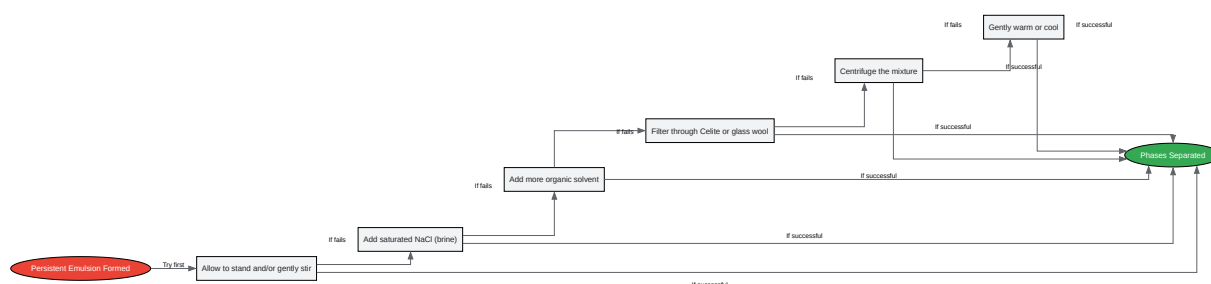 If fails
Gently warm or cool
If successful
If fails
Centrifuge the mixture
If successful
If fails
Filter through Celite or glass wool
If successful
Phases Separated
If fails
Add more organic solvent
If successful
If fails
Add saturated NaCl (brine)
If successful
Persistent Emulsion Formed
Try first
Allow to stand and/or gently stir
If successful